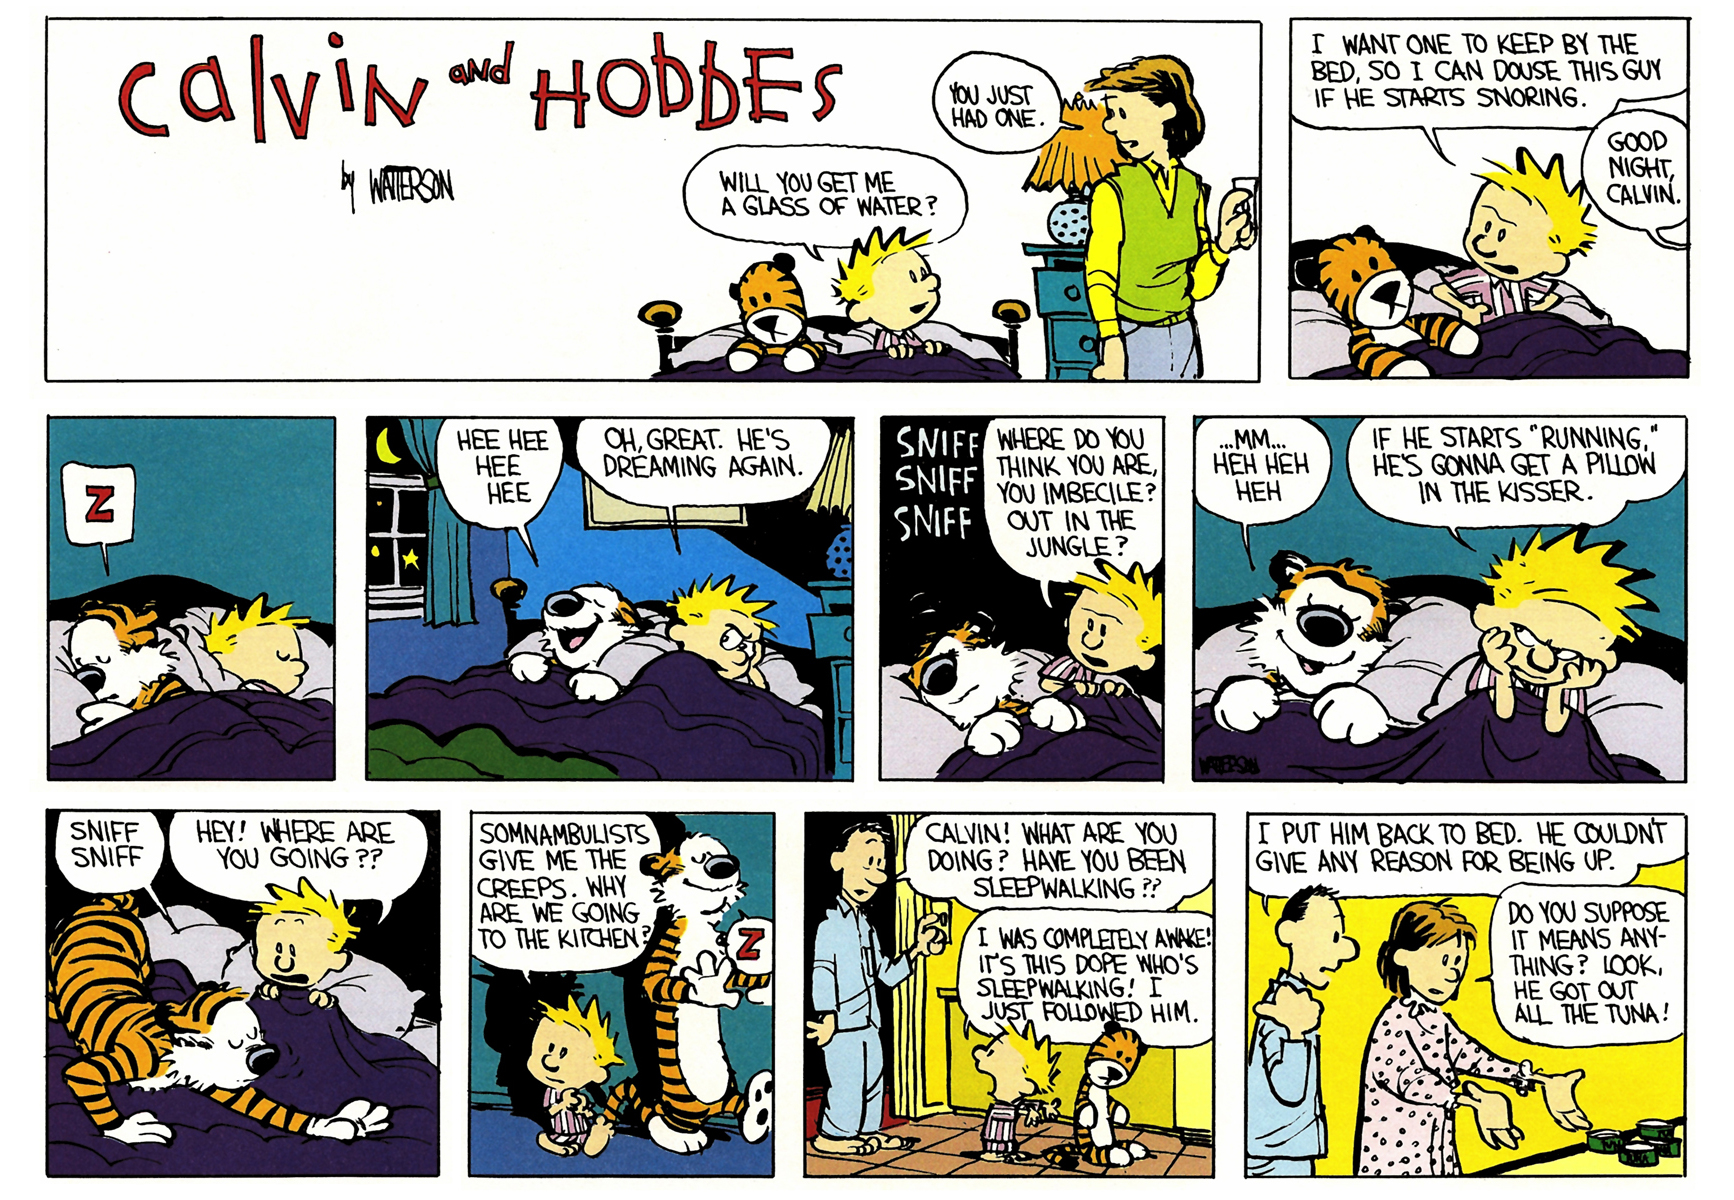 CALVIN and HOBBES
by WATTERSON
WILL YOU GET ME
A GLASS OF WATER?
YOU JUST
HAD ONE.
I WANT ONE TO KEEP BY THE
BED, SO I CAN DOUSE THIS GUY
IF HE STARTS SNORING.
GOOD
NIGHT,
CALVIN.
Z
HEE HEE
HEE
HEE
OH, GREAT. HE'S
DREAMING AGAIN.
SNIFF
SNIFF
SNIFF
WHERE DO YOU
THINK YOU ARE,
YOU IMBECILE?
OUT IN THE
JUNGLE?
...MM...
HEH HEH
HEH
IF HE STARTS "RUNNING,"
HE'S GONNA GET A PILLOW
IN THE KISSER.
WATTERSON
SNIFF
SNIFF
HEY! WHERE ARE
YOU GOING??
SOMNAMBULISTS
GIVE ME THE
CREEPS. WHY
ARE WE GOING
TO THE KITCHEN?
Z
CALVIN! WHAT ARE YOU
DOING? HAVE YOU BEEN
SLEEPWALKING??
I WAS COMPLETELY AWAKE!
IT'S THIS DOPE WHO'S
SLEEPWALKING! I
JUST FOLLOWED HIM.
I PUT HIM BACK TO BED. HE COULDN'T
GIVE ANY REASON FOR BEING UP.
DO YOU SUPPOSE
IT MEANS ANY-
THING? LOOK,
HE GOT OUT
ALL THE TUNA!